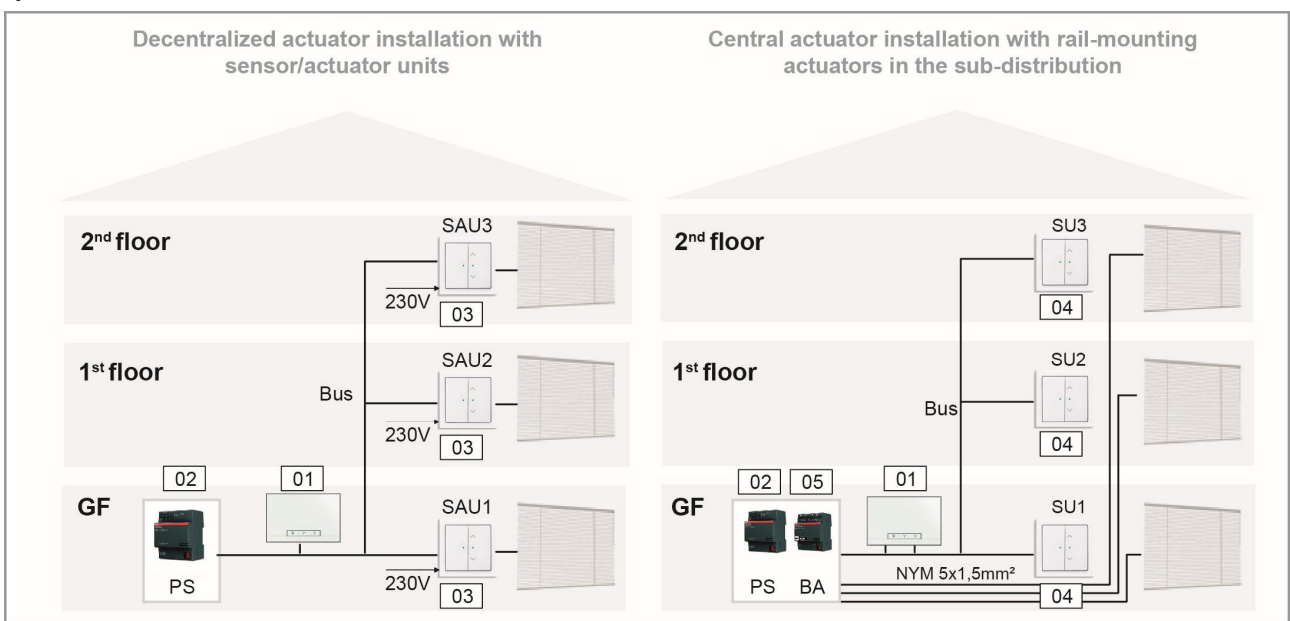 Decentralized actuator installation with
sensor/actuator units
2nd floor
SAU3
230V
03
1st floor
SAU2
Bus
230V
03
02
01
GF
SAU1
PS
230V
03
Central actuator installation with rail-mounting
actuators in the sub-distribution
2nd floor
SU3
04
1st floor
SU2
Bus
04
02
05
01
GF
SU1
NYM 5x1,5mm²
PS
BA
04